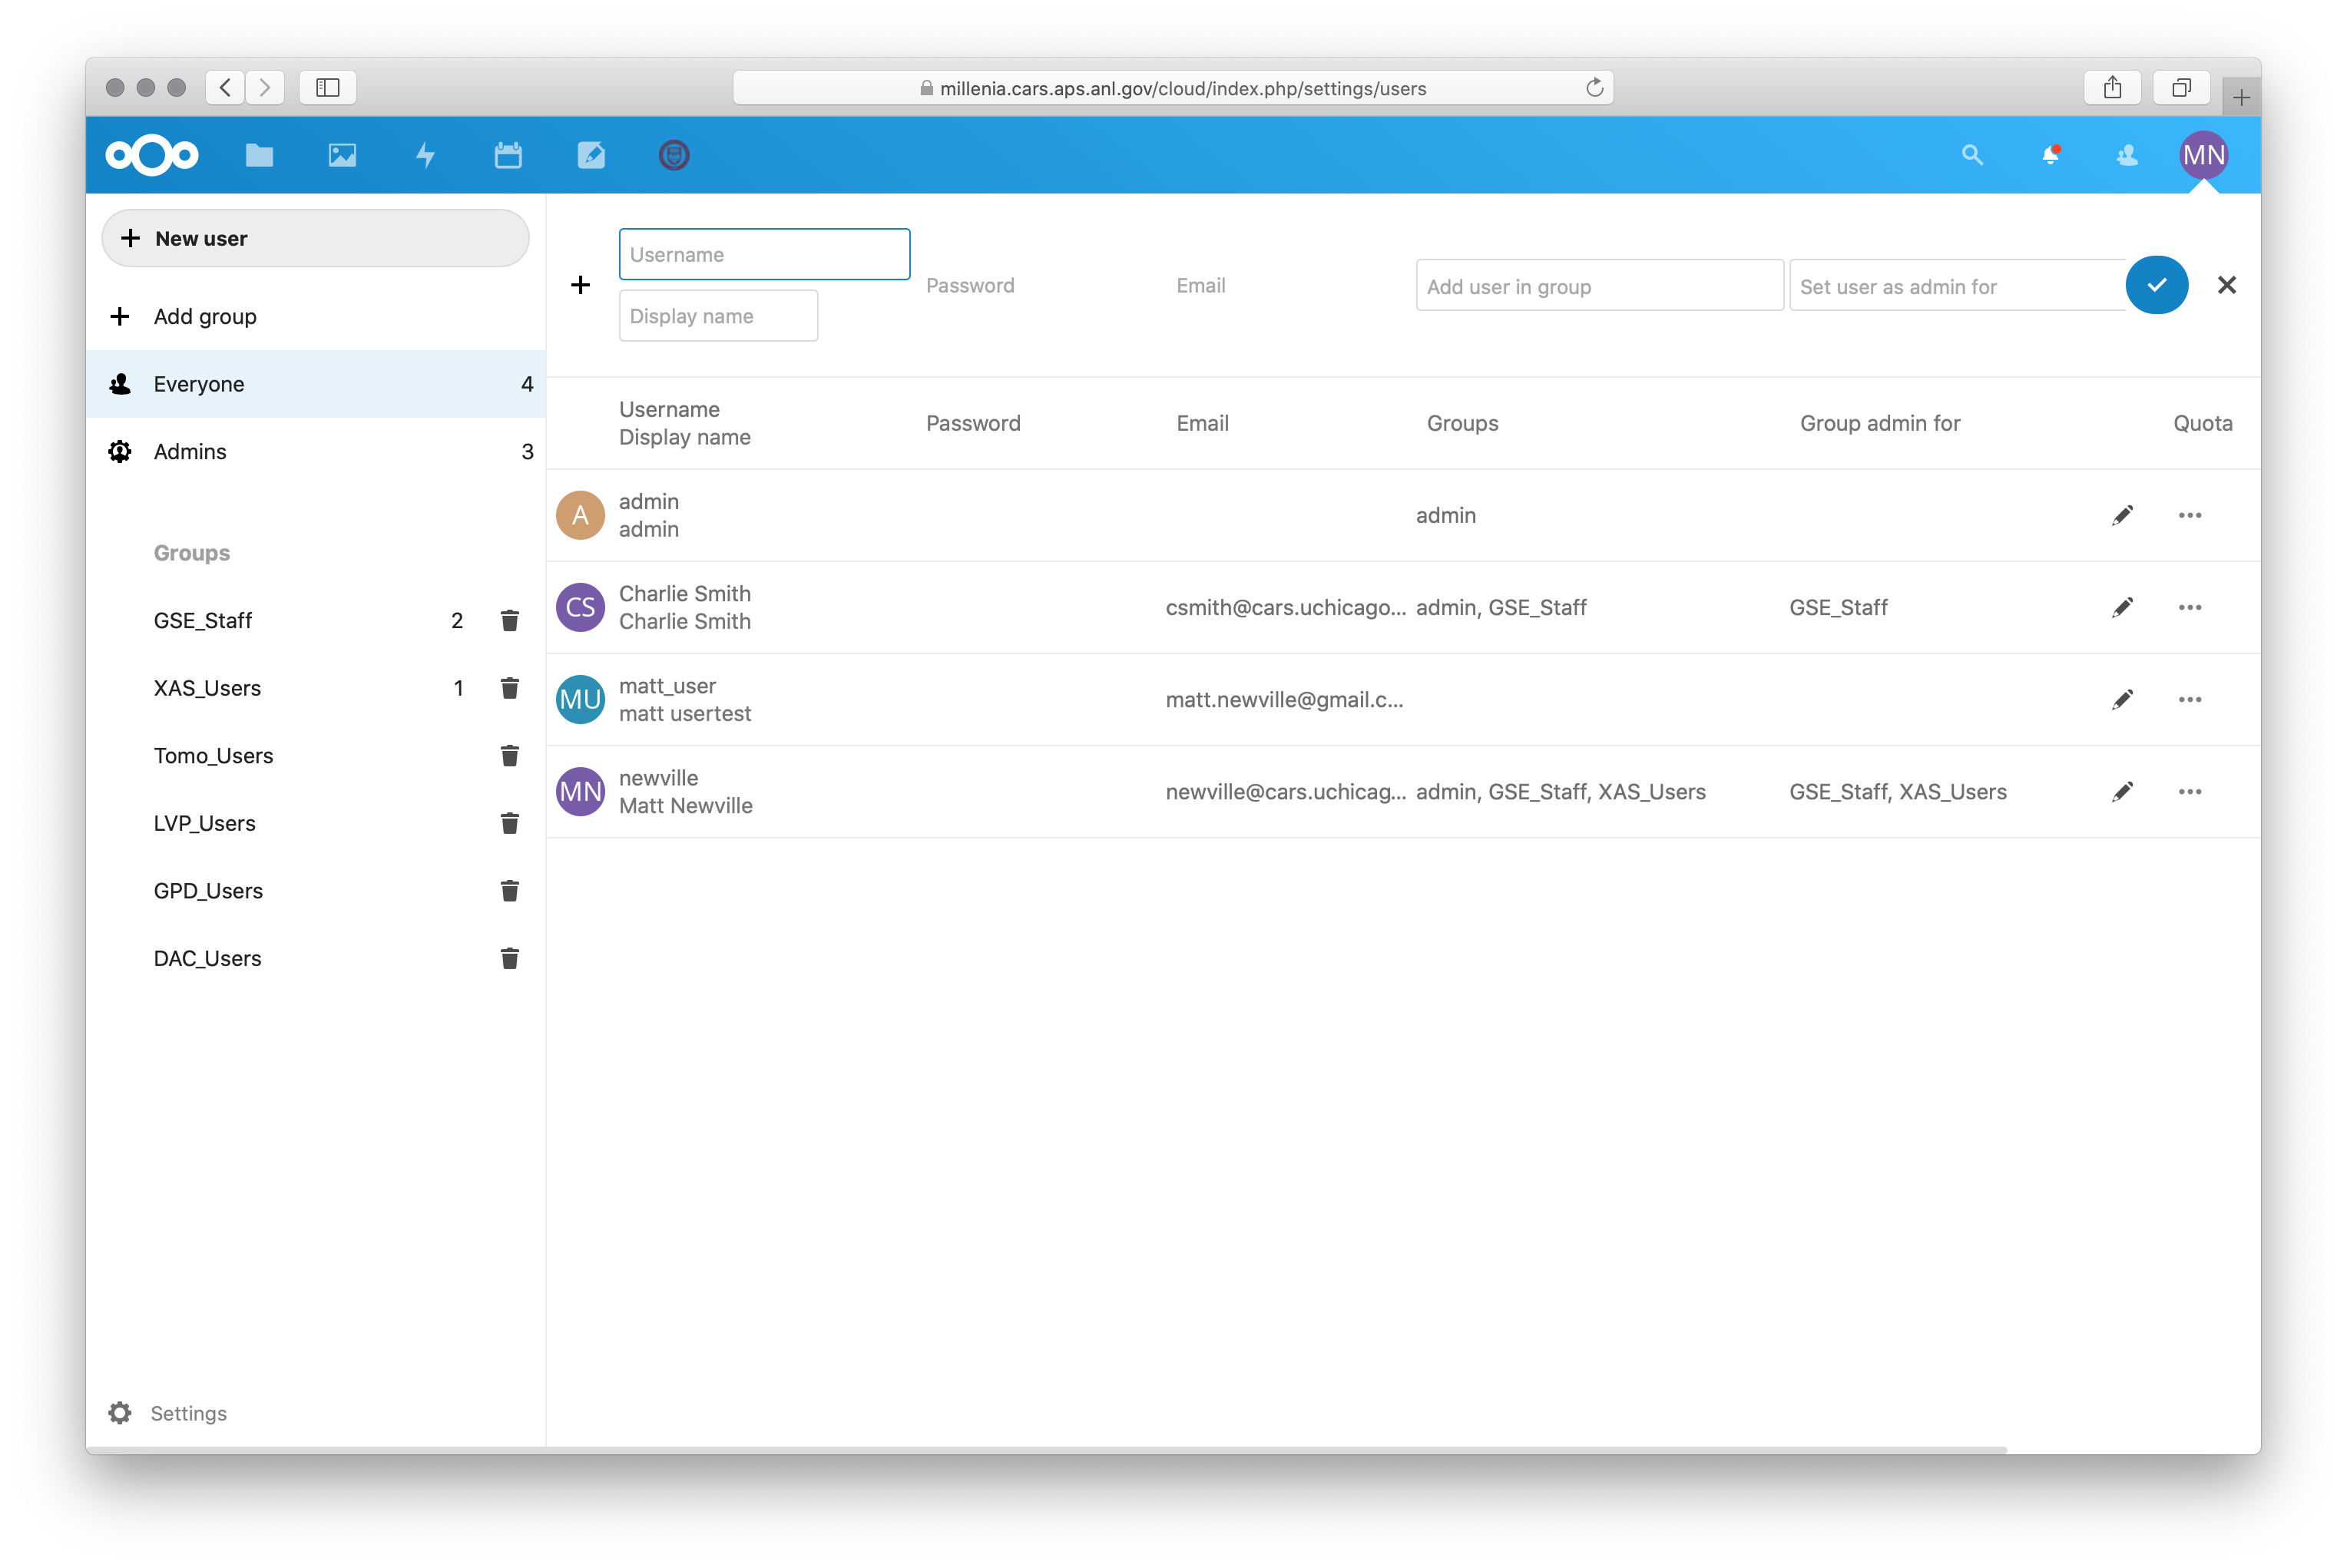 millenia.cars.aps.anl.gov/cloud/index.php/settings/users
MN
New user
Add group
Everyone 4
Admins 3
Groups
GSE_Staff 2
XAS_Users 1
Tomo_Users
LVP_Users
GPD_Users
DAC_Users
Settings
Username
Display name
Password
Email
Add user in group
Set user as admin for
Username
Display name
Password
Email
Groups
Group admin for
Quota
A
admin
admin
admin
CS
Charlie Smith
Charlie Smith
csmith@cars.uchicago...
admin, GSE_Staff
GSE_Staff
MU
matt_user
matt usertest
matt.newville@gmail.c...
MN
newville
Matt Newville
newville@cars.uchicag...
admin, GSE_Staff, XAS_Users
GSE_Staff, XAS_Users